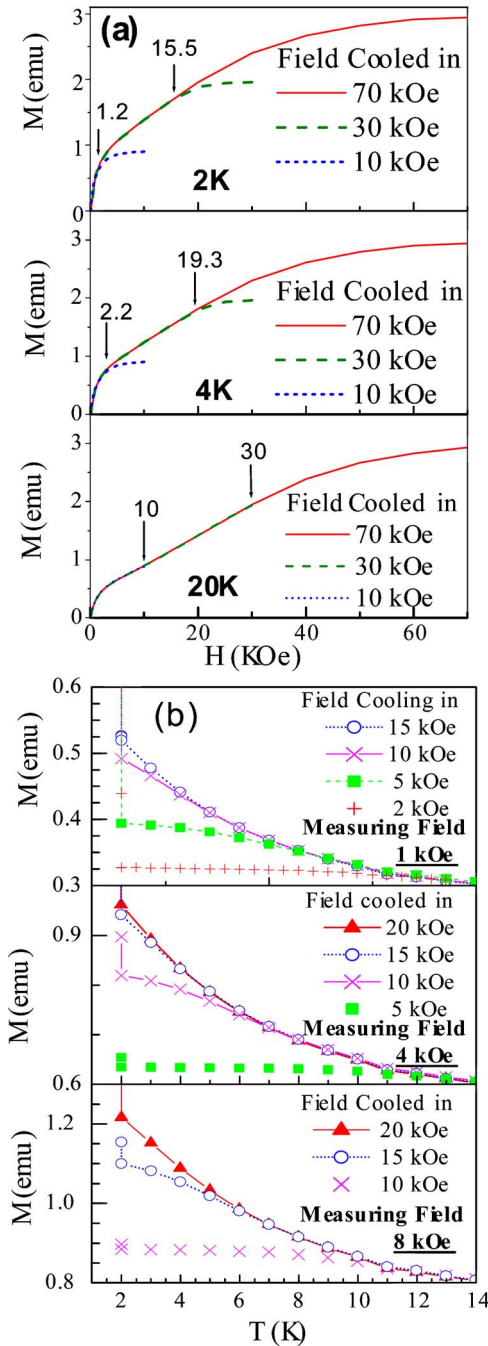 (a)
M(emu)
3
2
1
0
1.2
15.5
Field Cooled in
70 kOe
30 kOe
10 kOe
2K
M(emu)
3
2
1
0
2.2
19.3
Field Cooled in
70 kOe
30 kOe
10 kOe
4K
M(emu)
3
2
1
0
10
30
Field Cooled in
70 kOe
30 kOe
10 kOe
20K
0 20 40 60
H (KOe)
(b)
M(emu)
0.6
0.5
0.4
0.3
Field Cooling in
15 kOe
10 kOe
5 kOe
2 kOe
Measuring Field
1 kOe
M(emu)
0.9
0.6
Field cooled in
20 kOe
15 kOe
10 kOe
5 kOe
Measuring Field
4 kOe
M(emu)
1.2
1.0
0.8
Field Cooled in
20 kOe
15 kOe
10 kOe
Measuring Field
8 kOe
2 4 6 8 10 12 14
T (K)